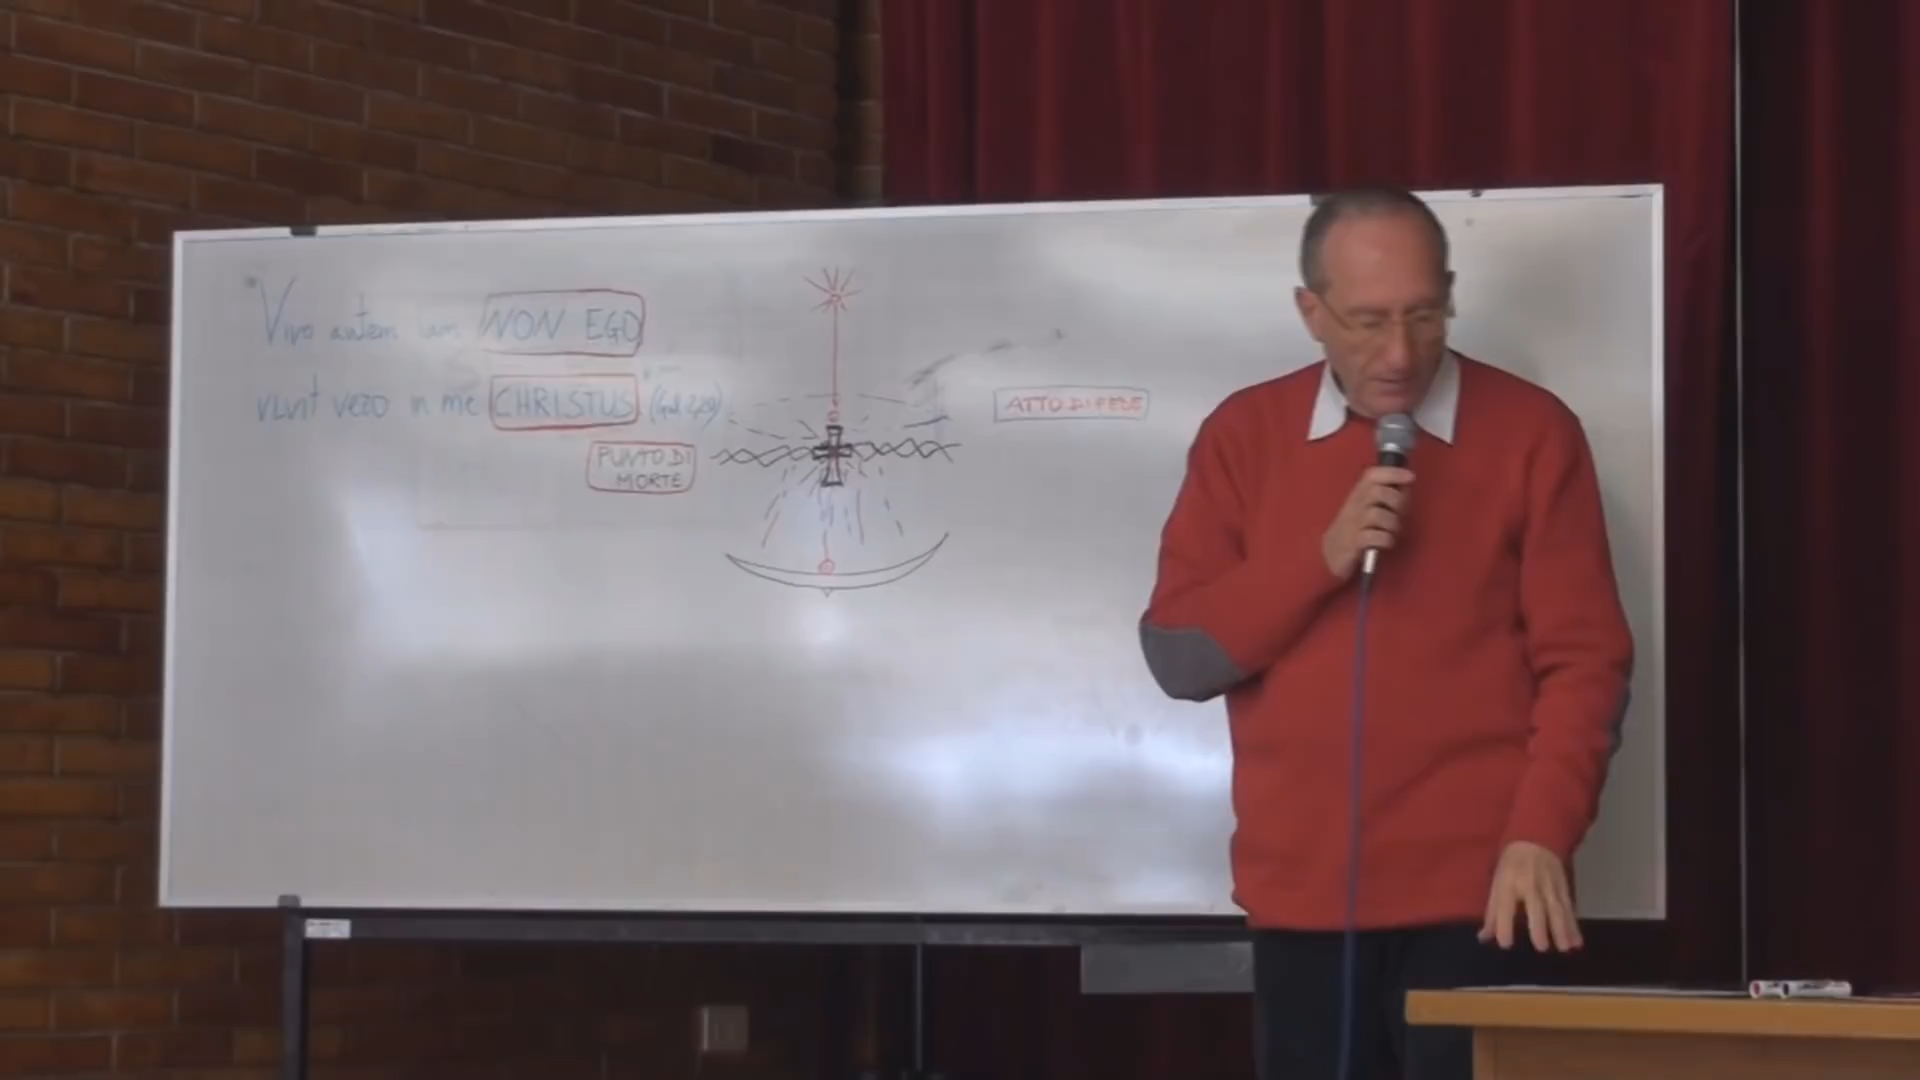 "Vivo autem iam NON EGO
vivit vero in me CHRISTUS" (Gal 2,20)
PUNTO DI
MORTE
ATTO DI FEDE